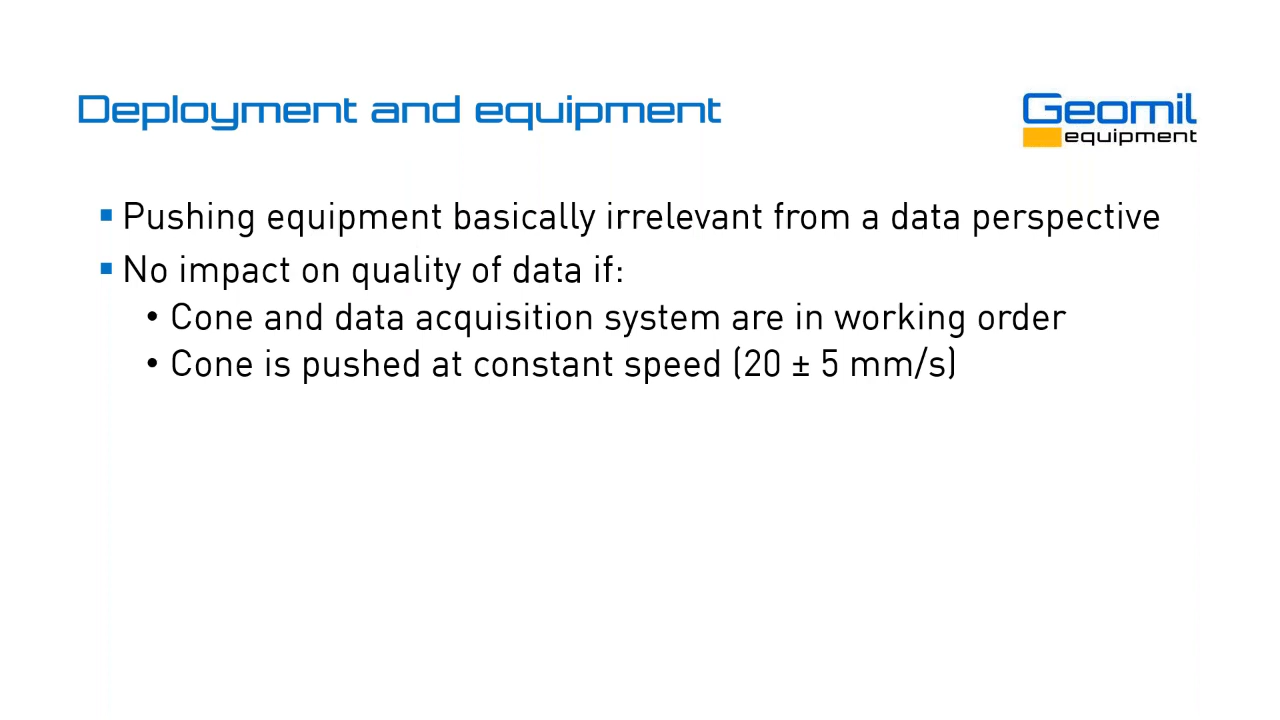 Deployment and equipment
Geomil
equipment
▪ Pushing equipment basically irrelevant from a data perspective
▪ No impact on quality of data if:
• Cone and data acquisition system are in working order
• Cone is pushed at constant speed (20 ± 5 mm/s)